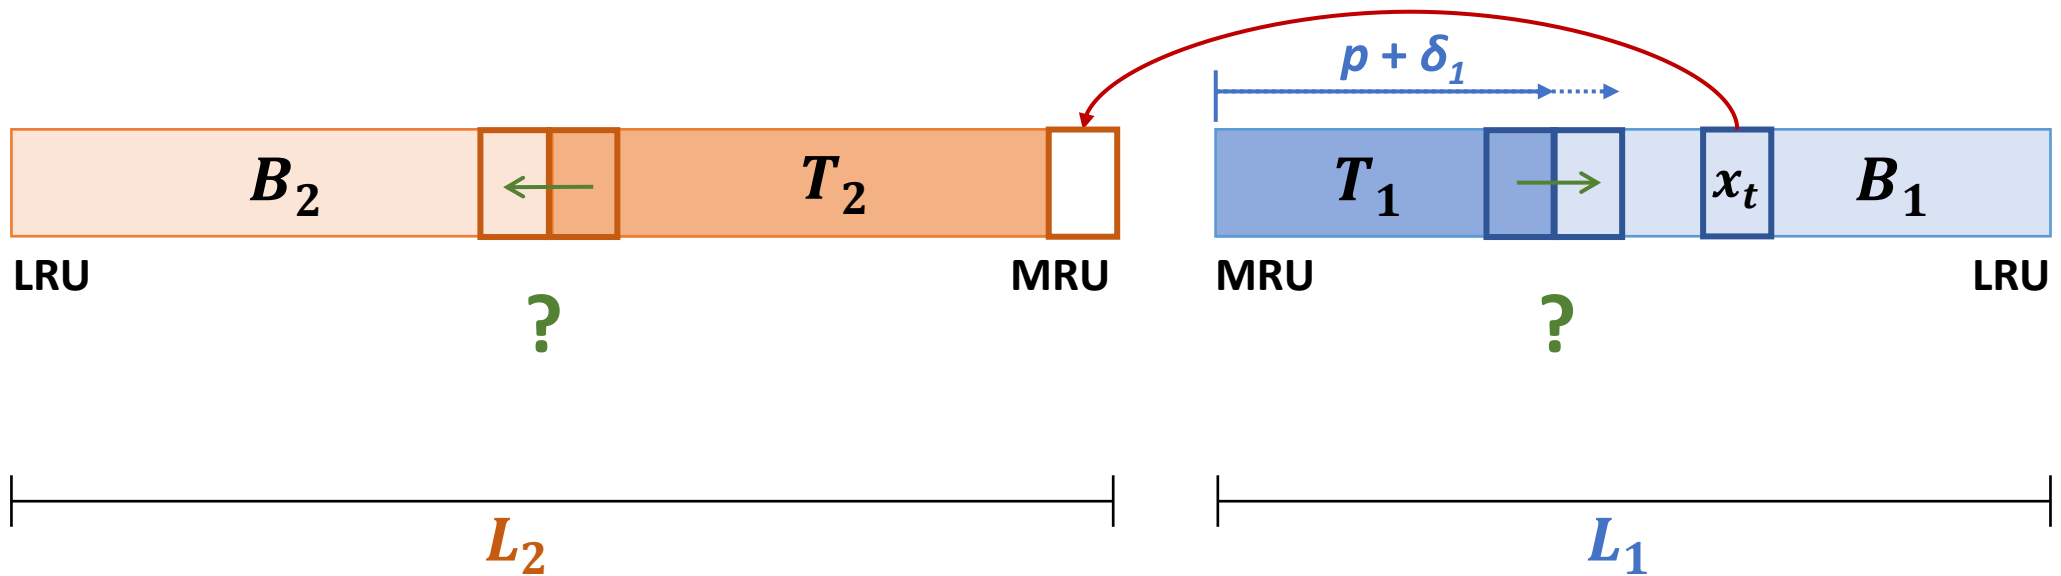 p + δ₁
B₂ T₂ T₁ xₜ B₁
LRU MRU MRU LRU
? ?
L₂ L₁